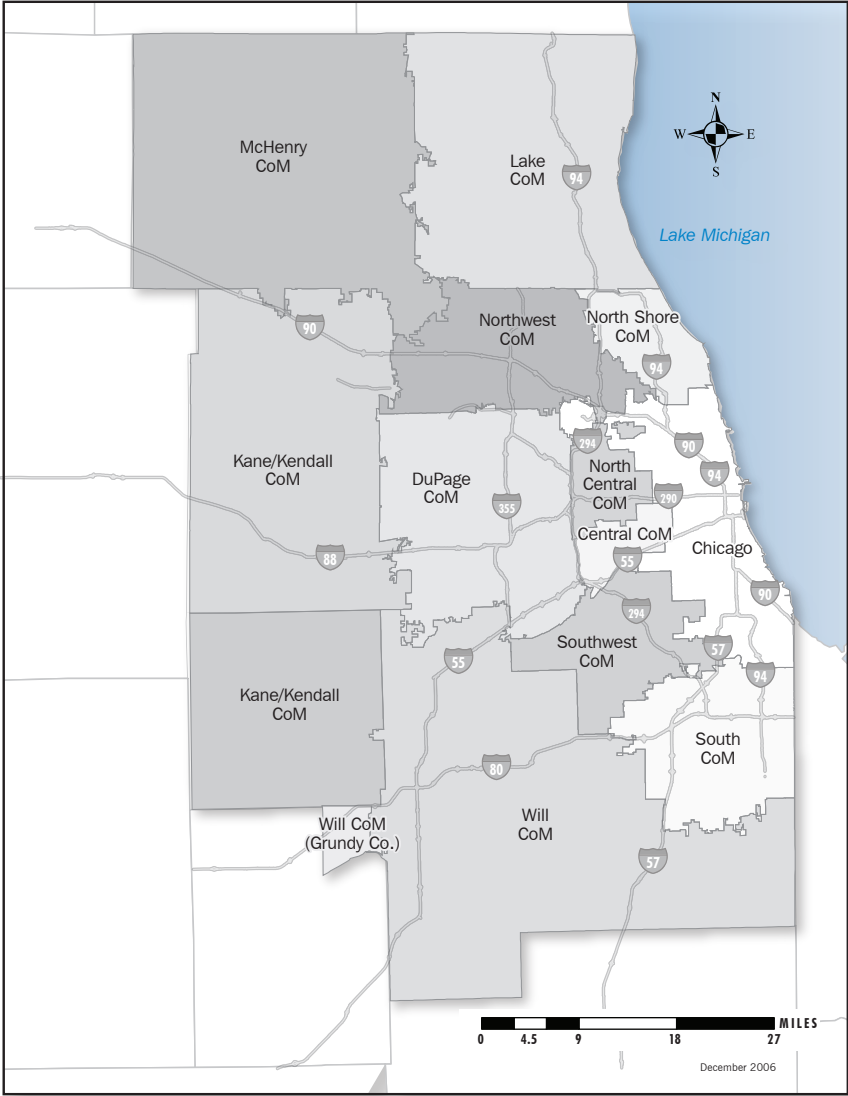 N
W
E
S
McHenry
CoM
Lake
CoM
94
Lake Michigan
90
Northwest
CoM
North Shore
CoM
94
294
90
94
Kane/Kendall
CoM
DuPage
CoM
355
North
Central
CoM
290
Central CoM
55
Chicago
88
90
294
Southwest
CoM
57
55
94
Kane/Kendall
CoM
South
CoM
80
Will CoM
(Grundy Co.)
Will
CoM
57
MILES
0
4.5
9
18
27
December 2006